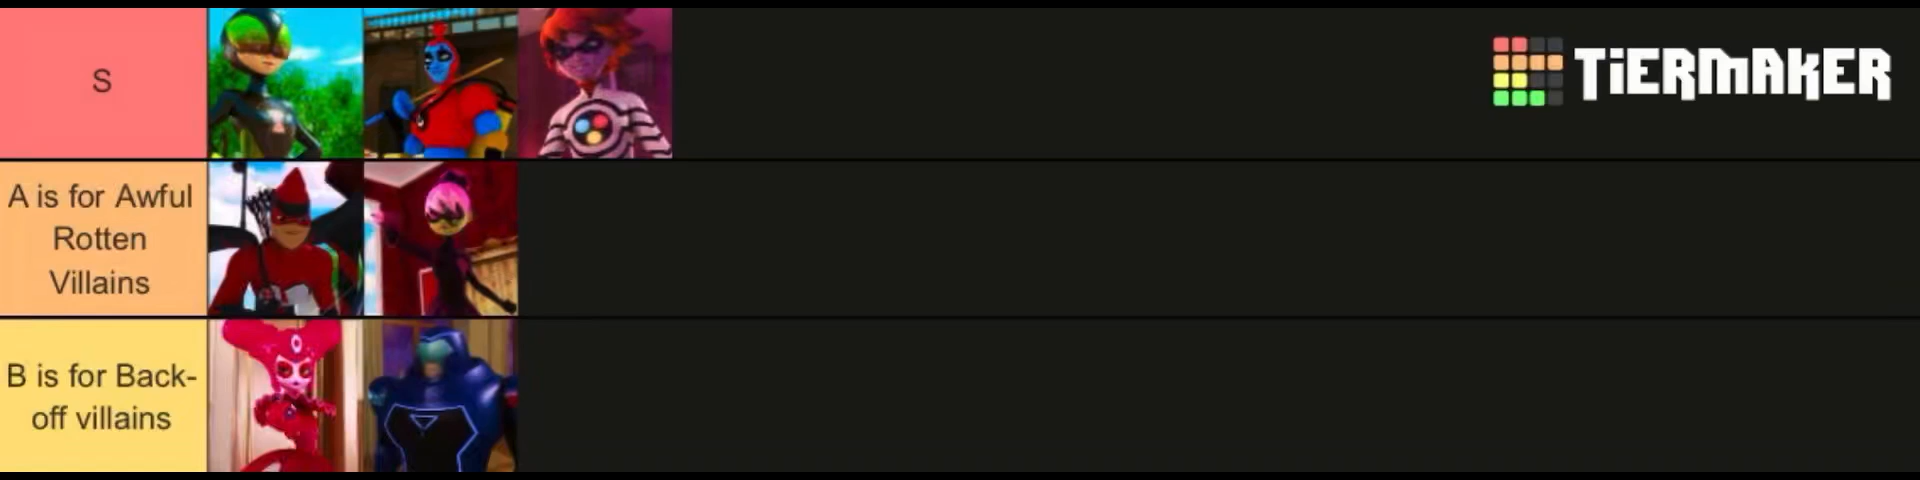 S
TiERMAKER
A is for Awful
Rotten
Villains
B is for Back-
off villains